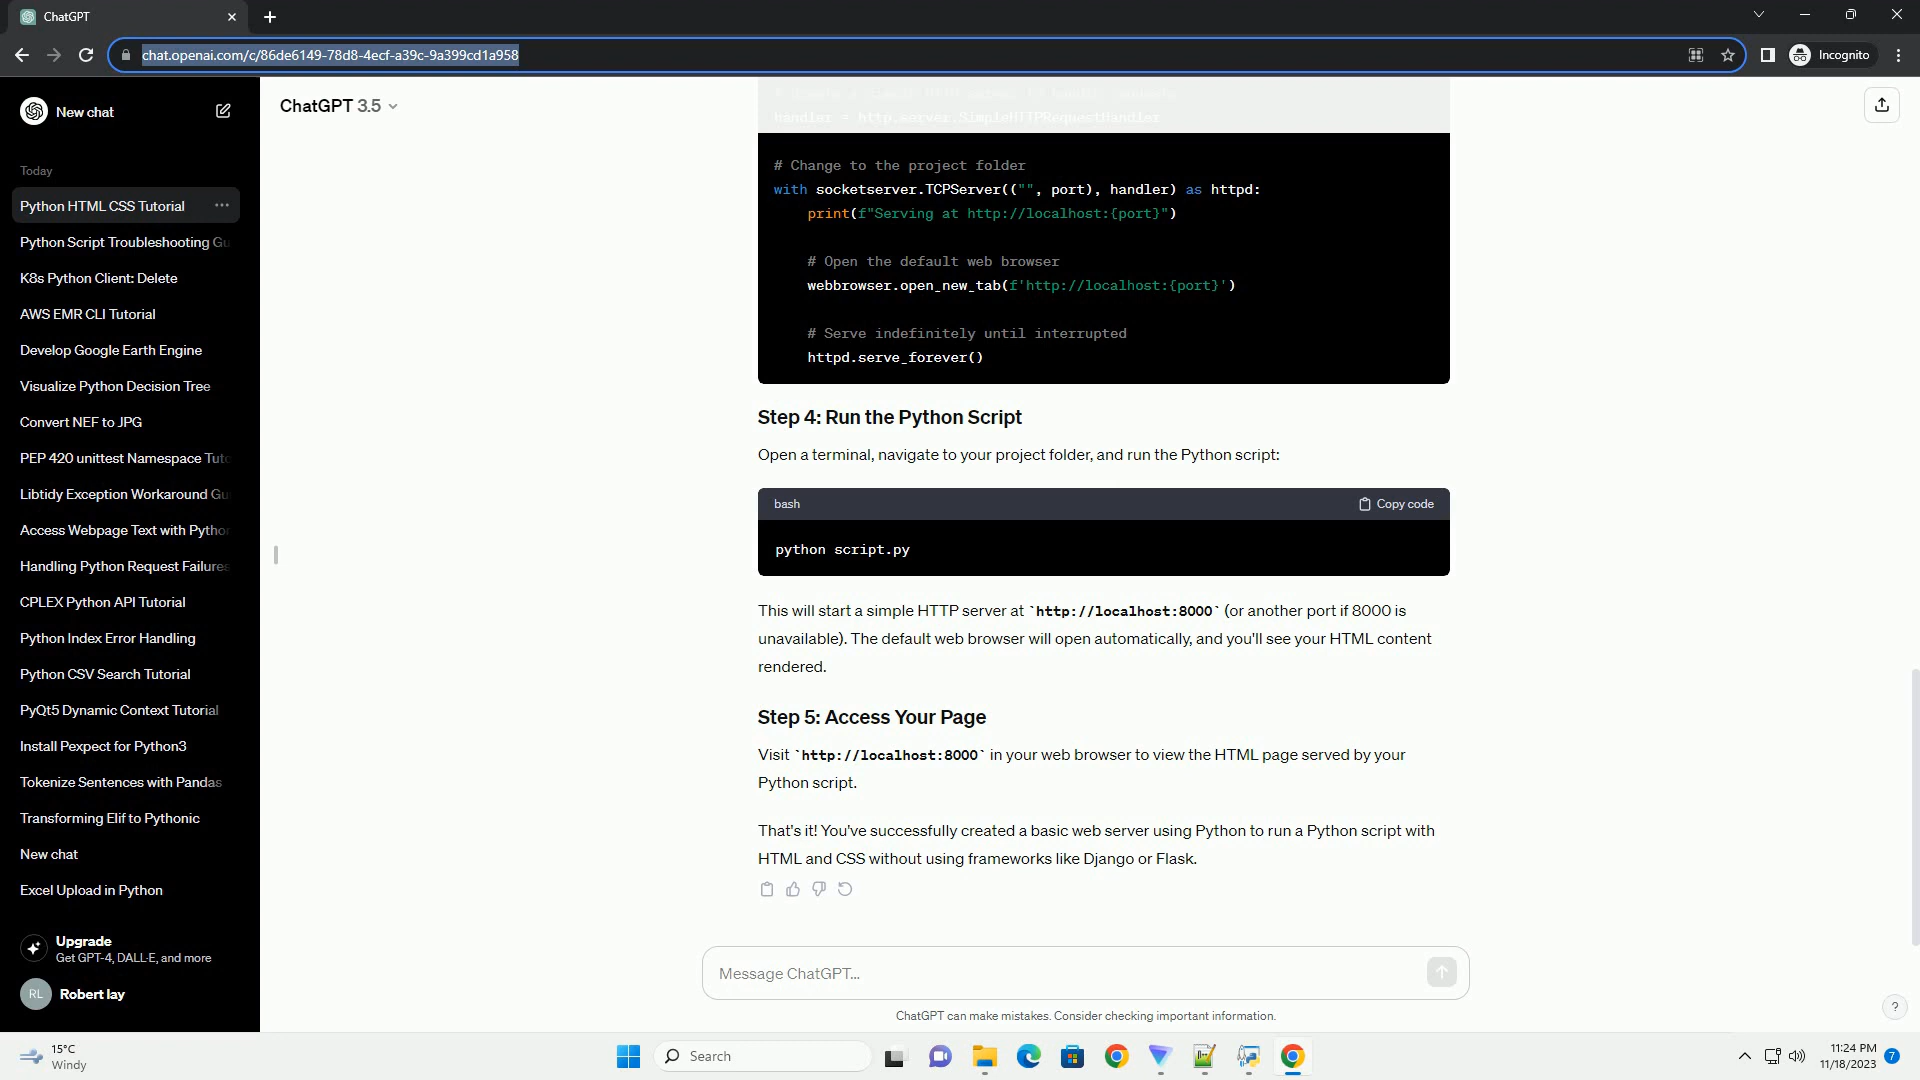 ChatGPT
chat.openai.com/c/86de6149-78d8-4ecf-a39c-9a399cd1a958
Incognito
New chat
ChatGPT 3.5
Today
Python HTML CSS Tutorial
Python Script Troubleshooting Gu
K8s Python Client: Delete
AWS EMR CLI Tutorial
Develop Google Earth Engine
Visualize Python Decision Tree
Convert NEF to JPG
PEP 420 unittest Namespace Tuto
Libtidy Exception Workaround Gu
Access Webpage Text with Python
Handling Python Request Failures
CPLEX Python API Tutorial
Python Index Error Handling
Python CSV Search Tutorial
PyQt5 Dynamic Context Tutorial
Install Pexpect for Python3
Tokenize Sentences with Pandas
Transforming Elif to Pythonic
New chat
Excel Upload in Python
Upgrade
Get GPT-4, DALL·E, and more
RL
Robert lay
handler = http.server.SimpleHTTPRequestHandler
# Change to the project folder
with socketserver.TCPServer(("", port), handler) as httpd:
print(f"Serving at http://localhost:{port}")
# Open the default web browser
webbrowser.open_new_tab(f'http://localhost:{port}')
# Serve indefinitely until interrupted
httpd.serve_forever()
Step 4: Run the Python Script
Open a terminal, navigate to your project folder, and run the Python script:
bash
Copy code
python script.py
This will start a simple HTTP server at `http://localhost:8000` (or another port if 8000 is
unavailable). The default web browser will open automatically, and you'll see your HTML content
rendered.
Step 5: Access Your Page
Visit `http://localhost:8000` in your web browser to view the HTML page served by your
Python script.
That's it! You've successfully created a basic web server using Python to run a Python script with
HTML and CSS without using frameworks like Django or Flask.
Message ChatGPT...
ChatGPT can make mistakes. Consider checking important information.
?
15°C
Windy
Search
11:24 PM
11/18/2023
7